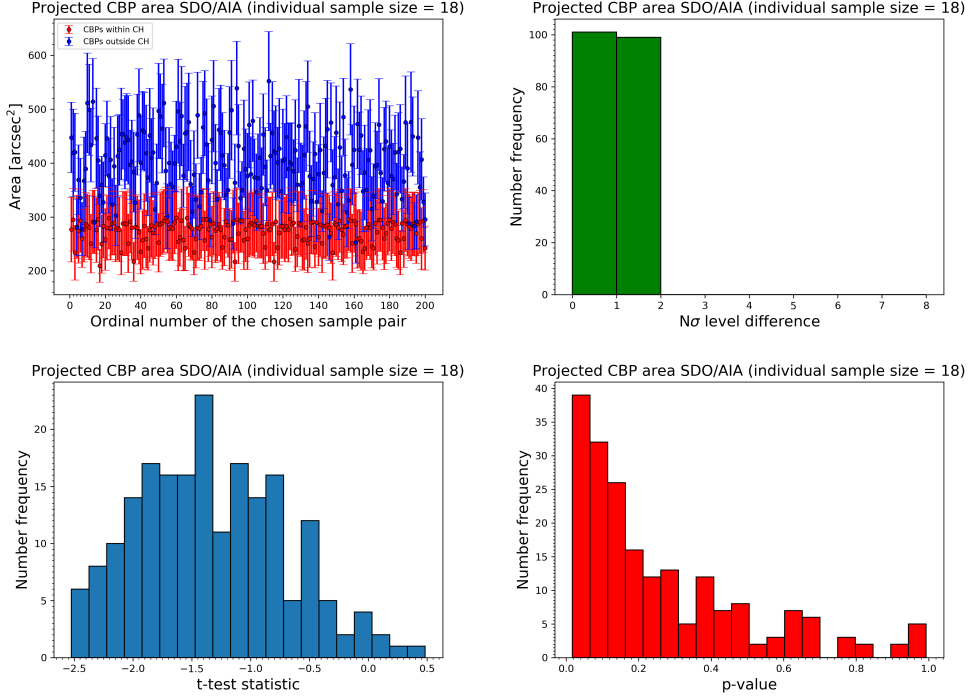 Projected CBP area SDO/AIA (individual sample size = 18)
CBPs within CH
CBPs outside CH
600
500
400
300
200
Area [arcsec²]
0 20 40 60 80 100 120 140 160 180 200
Ordinal number of the chosen sample pair
Projected CBP area SDO/AIA (individual sample size = 18)
100
80
60
40
20
0
Number frequency
0 1 2 3 4 5 6 7 8
Nσ level difference
Projected CBP area SDO/AIA (individual sample size = 18)
20
15
10
5
0
Number frequency
−2.5 −2.0 −1.5 −1.0 −0.5 0.0 0.5
t-test statistic
Projected CBP area SDO/AIA (individual sample size = 18)
40
35
30
25
20
15
10
5
0
Number frequency
0.0 0.2 0.4 0.6 0.8 1.0
p-value